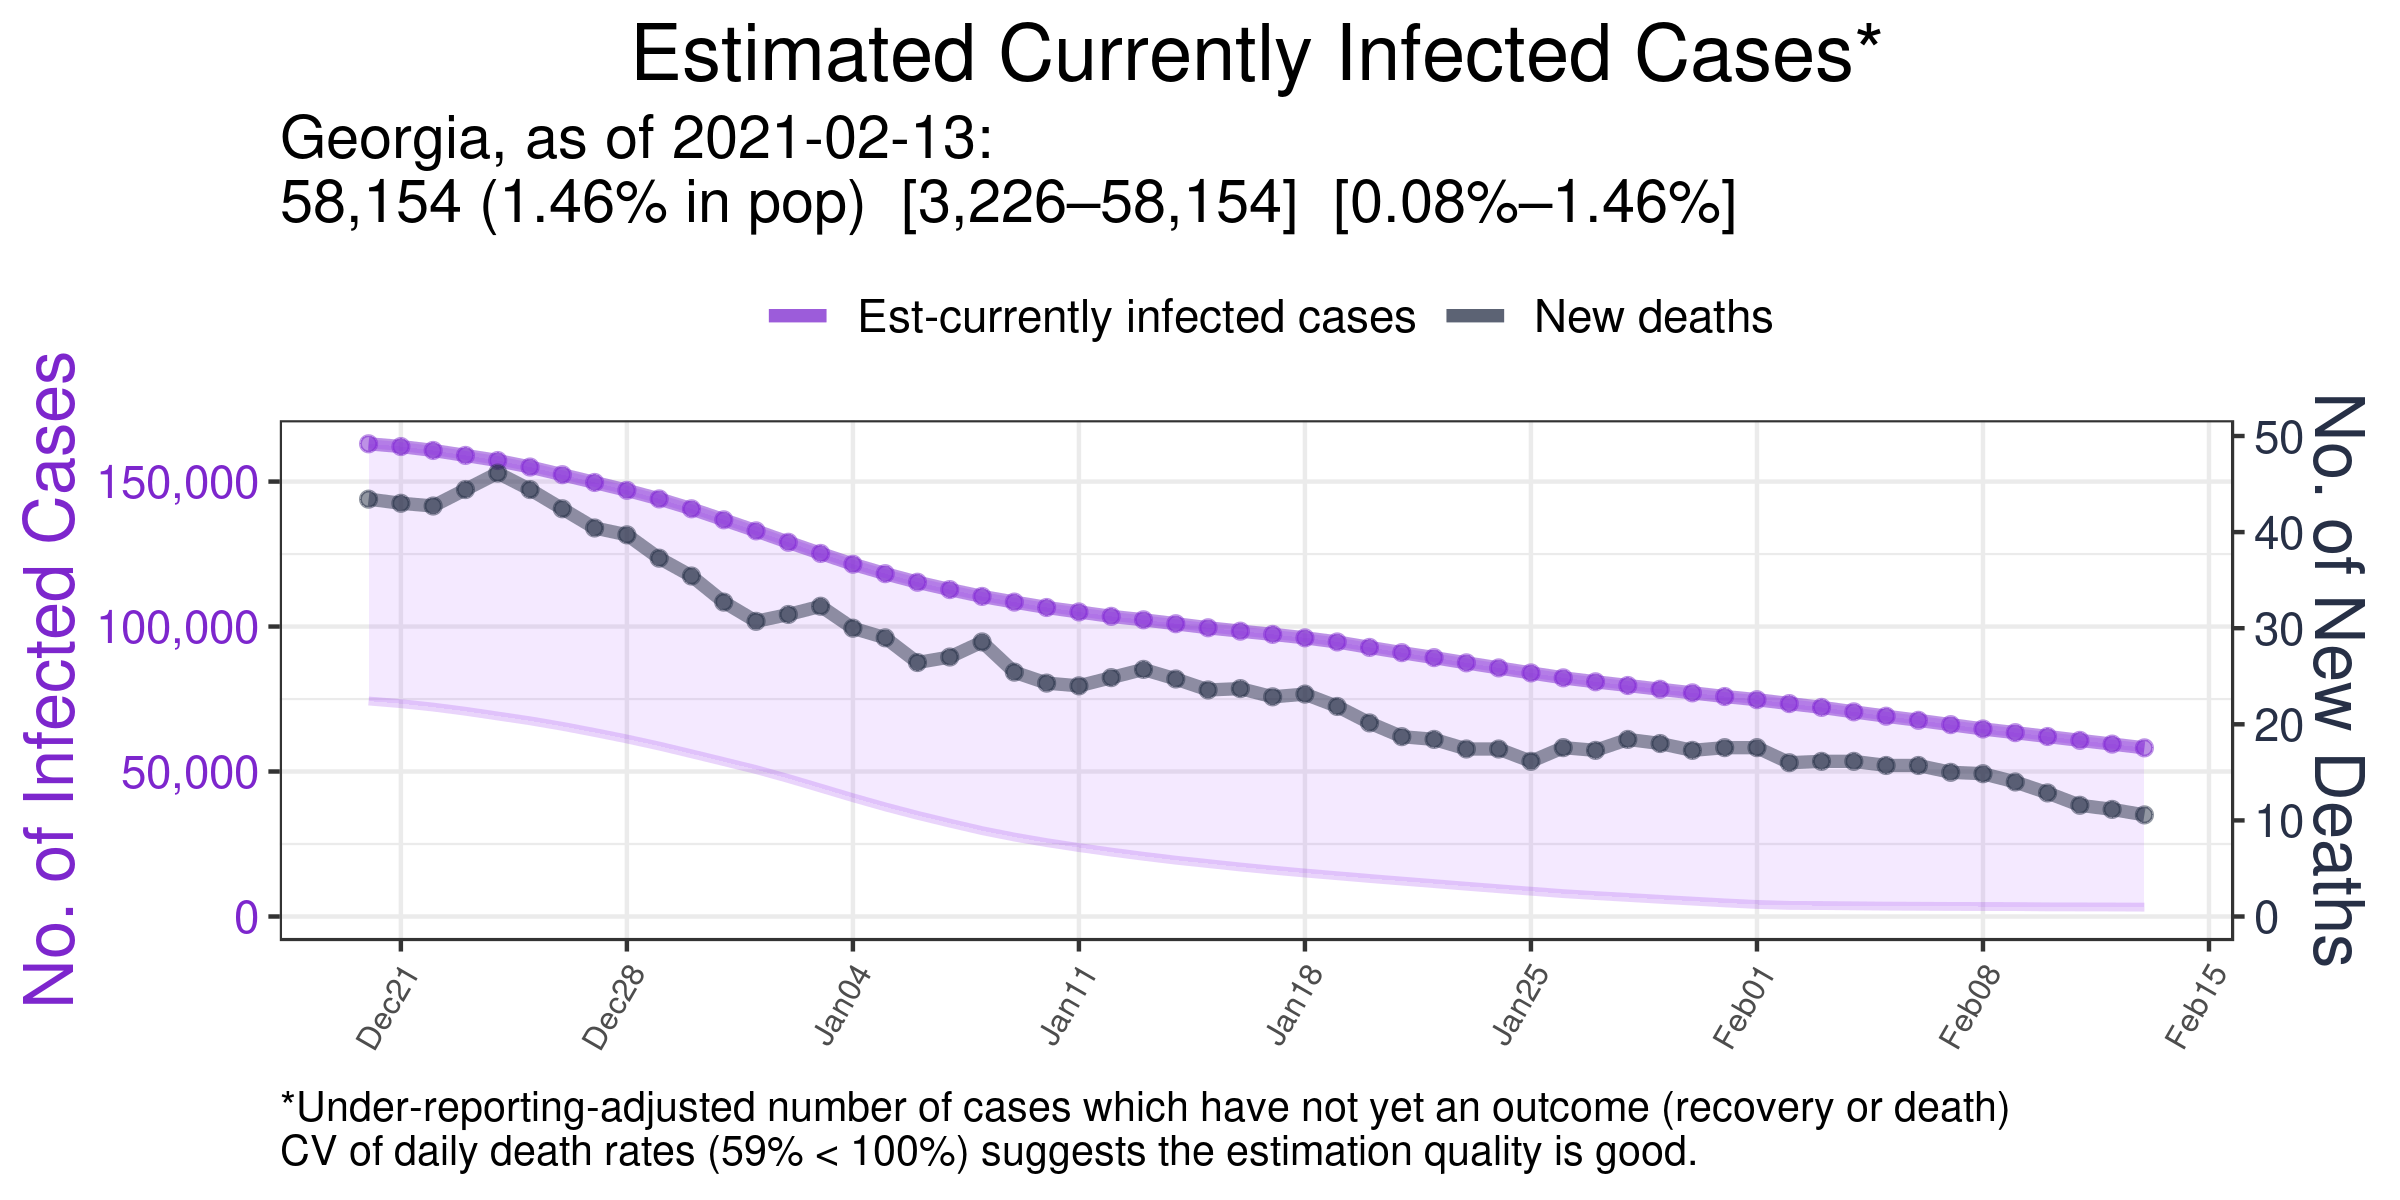 Estimated Currently Infected Cases*
Georgia, as of 2021-02-13:
58,154 (1.46% in pop)  [3,226–58,154]  [0.08%–1.46%]
Est-currently infected cases
New deaths
No. of Infected Cases
150,000
100,000
50,000
0
50
40
30
20
10
0
No. of New Deaths
Dec21
Dec28
Jan04
Jan11
Jan18
Jan25
Feb01
Feb08
Feb15
*Under-reporting-adjusted number of cases which have not yet an outcome (recovery or death)
CV of daily death rates (59% < 100%) suggests the estimation quality is good.